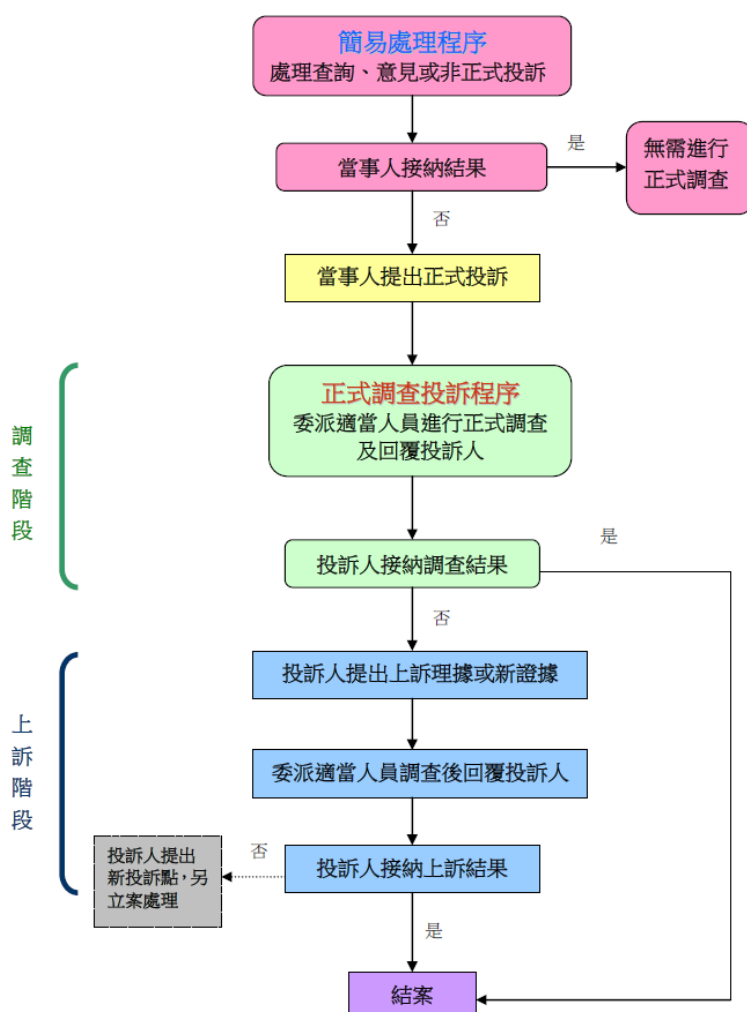 簡易處理程序
處理查詢、意見或非正式投訴
當事人接納結果
是
無需進行
正式調查
否
當事人提出正式投訴
調查階段
正式調查投訴程序
委派適當人員進行正式調查
及回覆投訴人
投訴人接納調查結果
是
否
上訴階段
投訴人提出上訴理據或新證據
委派適當人員調查後回覆投訴人
投訴人接納上訴結果
否
投訴人提出
新投訴點，另
立案處理
是
結案